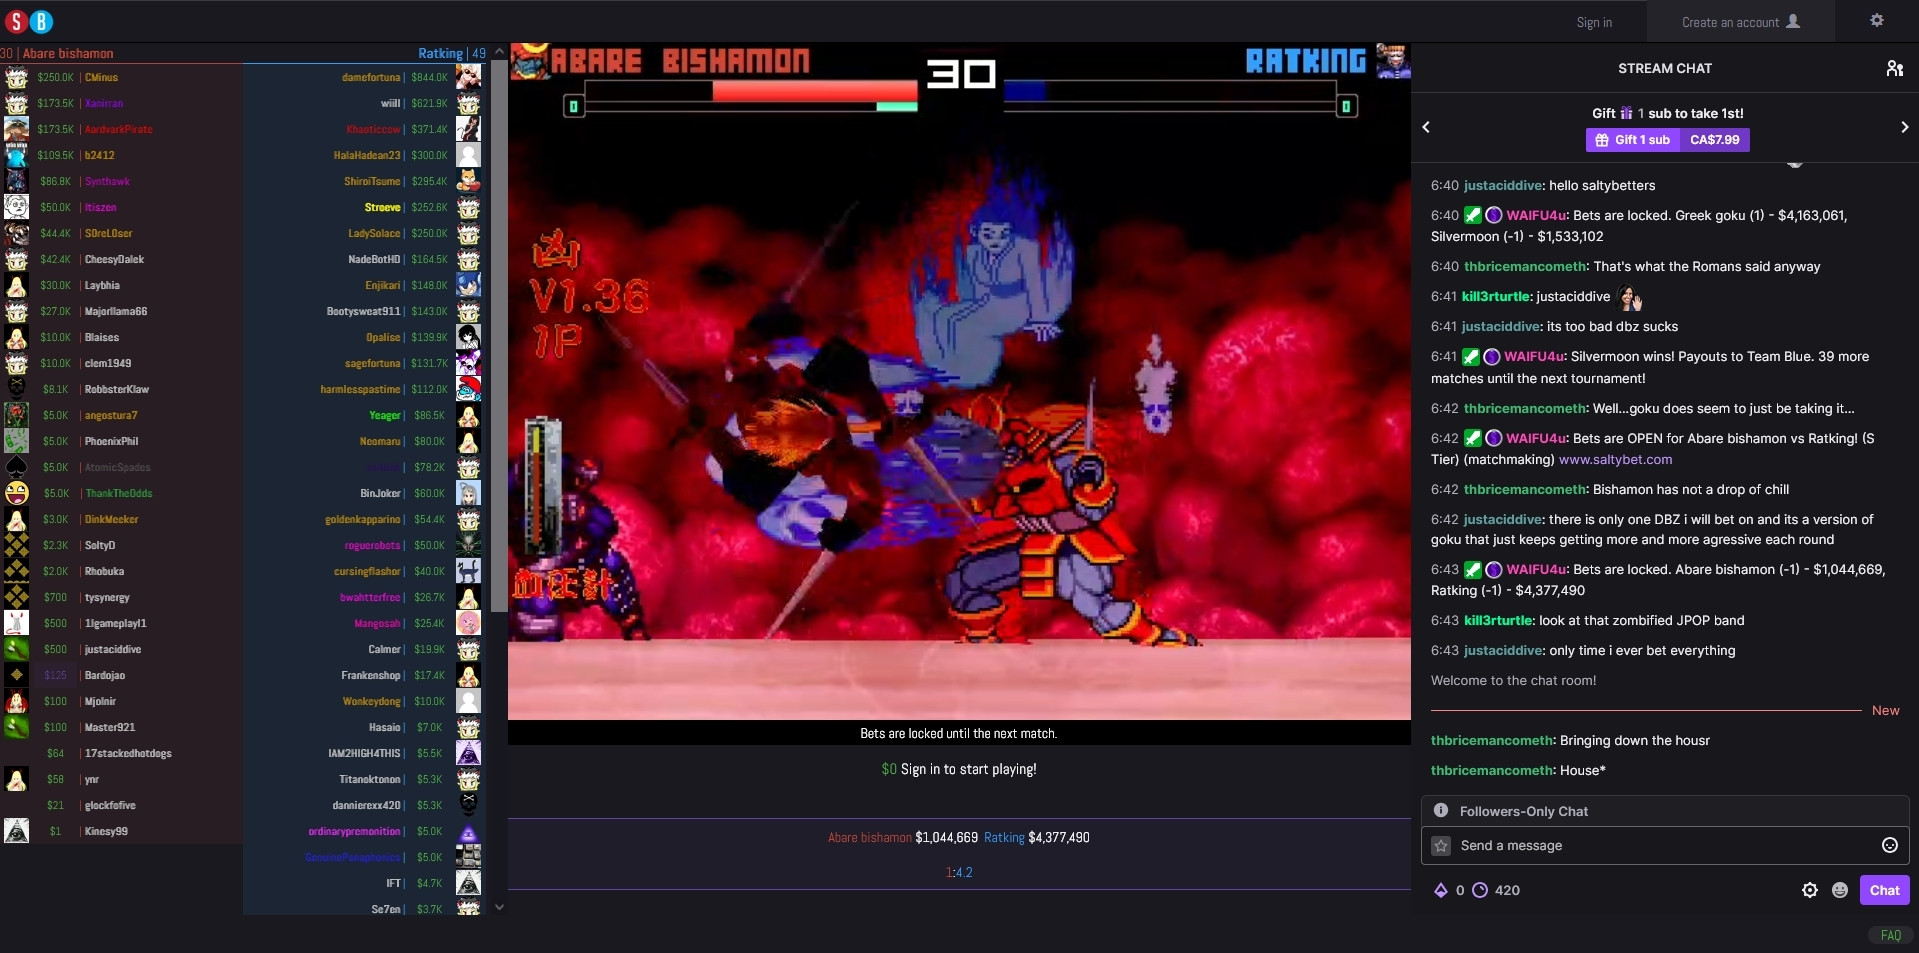 S B
Sign in
Create an account
30 | Abare bishamon
Ratking | 49
$250.0K | CMinus
$173.5K | Xanirran
$173.5K | AardvarkPirate
$109.5K | b2412
$86.8K | Synthawk
$50.0K | Itiszen
$44.4K | S0reL0ser
$42.4K | CheesyDalek
$30.0K | Laybhia
$27.0K | Majorllama66
$10.0K | Blaises
$10.0K | clem1949
$8.1K | RobbsterKlaw
$5.0K | angostura7
$5.0K | PhoenixPhil
$5.0K | AtomicSpades
$5.0K | ThankTheOdds
$3.0K | DinkMeeker
$2.3K | SoltyD
$2.0K | Rhobuka
$700 | tysynergy
$500 | 1lgameplayl1
$500 | justaciddive
$125 | Bardojao
$100 | Mjolnir
$100 | Master921
$64 | 17stackedhotdogs
$58 | ynr
$21 | glockfofive
$1 | Kinesy99
damefortuna | $844.0K
wiill | $621.9K
Khaoticcow | $371.4K
HalaHadean23 | $300.0K
ShiroiTsume | $295.4K
Stroeve | $252.6K
LadySolace | $250.0K
NadeBotHD | $164.5K
Enjikari | $148.0K
Bootysweat911 | $143.0K
Opalise | $139.9K
sagefortuna | $131.7K
harmlesspastime | $112.0K
Yeager | $86.5K
Neomaru | $80.0K
| $78.2K
BinJoker | $60.0K
goldenkapparino | $54.4K
roguerobots | $50.0K
cursingflashor | $40.0K
bwahtterfree | $26.7K
Mangosah | $25.4K
Calmer | $19.9K
Frankenshop | $17.4K
Wonkeydong | $10.0K
Hasaio | $7.0K
IAM2HIGH4THIS | $5.5K
Titanoktonon | $5.3K
dannierexx420 | $5.3K
ordinarypremonition | $5.0K
GenuinePanaphonics | $5.0K
IFT | $4.7K
Se7en | $3.7K
ABARE BISHAMON
30
RATKING
0
0
凶
V1.36
1P
血圧計
Bets are locked until the next match.
$0 Sign in to start playing!
Abare bishamon $1,044,669 Ratking $4,377,490
1:4.2
STREAM CHAT
Gift 1 sub to take 1st!
Gift 1 sub CA$7.99
6:40 justaciddive: hello saltybetters
6:40 WAIFU4u: Bets are locked. Greek goku (1) - $4,163,061,
Silvermoon (-1) - $1,533,102
6:40 thbricemancometh: That's what the Romans said anyway
6:41 kill3rturtle: justaciddive
6:41 justaciddive: its too bad dbz sucks
6:41 WAIFU4u: Silvermoon wins! Payouts to Team Blue. 39 more
matches until the next tournament!
6:42 thbricemancometh: Well...goku does seem to just be taking it...
6:42 WAIFU4u: Bets are OPEN for Abare bishamon vs Ratking! (S
Tier) (matchmaking) www.saltybet.com
6:42 thbricemancometh: Bishamon has not a drop of chill
6:42 justaciddive: there is only one DBZ i will bet on and its a version of
goku that just keeps getting more and more agressive each round
6:43 WAIFU4u: Bets are locked. Abare bishamon (-1) - $1,044,669,
Ratking (-1) - $4,377,490
6:43 kill3rturtle: look at that zombified JPOP band
6:43 justaciddive: only time i ever bet everything
Welcome to the chat room!
New
thbricemancometh: Bringing down the housr
thbricemancometh: House*
Followers-Only Chat
Send a message
0 420
Chat
FAQ